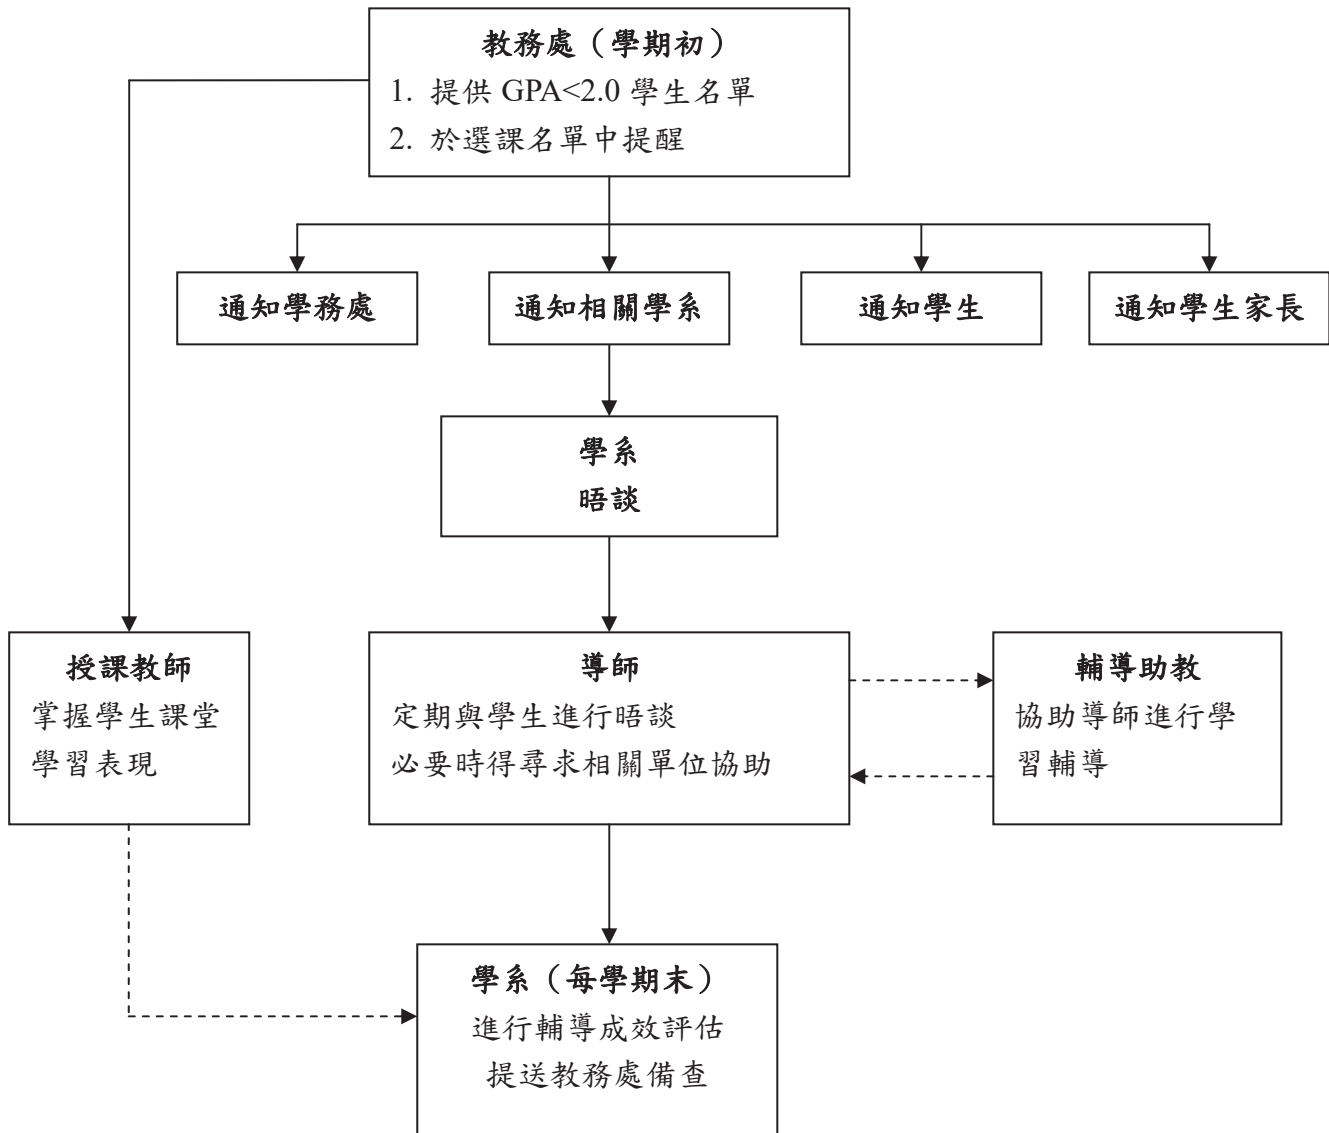 教務處（學期初）
1. 提供 GPA<2.0 學生名單
2. 於選課名單中提醒
通知學務處
通知相關學系
通知學生
通知學生家長
學系
晤談
授課教師
掌握學生課堂
學習表現
導師
定期與學生進行晤談
必要時得尋求相關單位協助
輔導助教
協助導師進行學
習輔導
學系（每學期末）
進行輔導成效評估
提送教務處備查